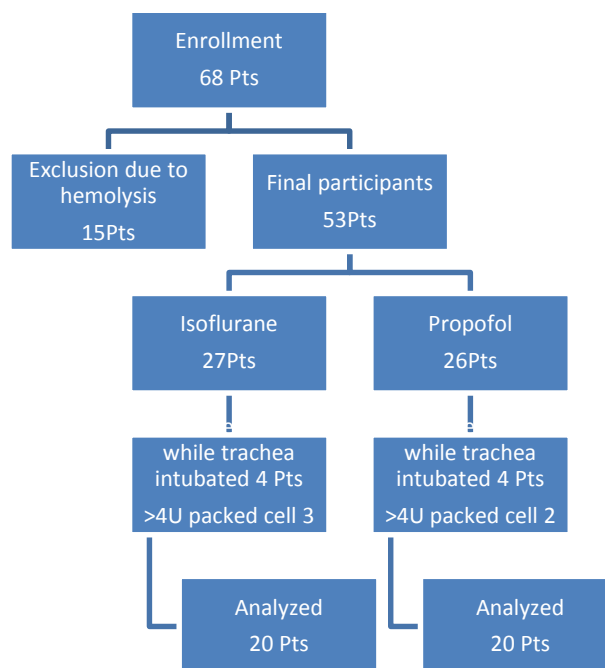 Enrollment
68 Pts
Exclusion due to
hemolysis
15Pts
Final participants
53Pts
Isoflurane
27Pts
Propofol
26Pts
while trachea
intubated 4 Pts
>4U packed cell 3
while trachea
intubated 4 Pts
>4U packed cell 2
Analyzed
20 Pts
Analyzed
20 Pts